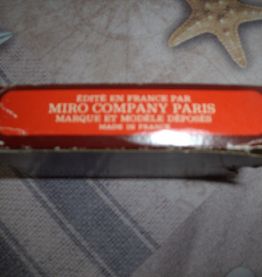 ÉDITÉ EN FRANCE PAR
MIRO COMPANY PARIS
MARQUE ET MODÈLE DÉPOSÉS
MADE IN FRANCE